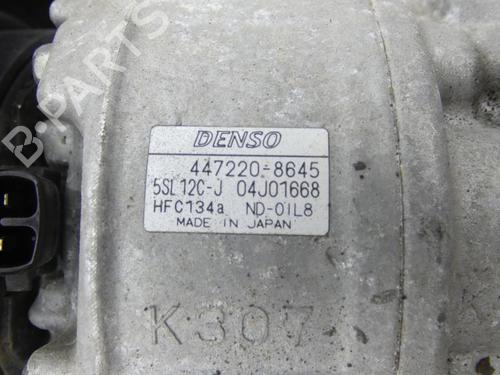 DENSO
447220-8645
5SL12C-J 04J01668
HFC134a ND-OIL8
MADE IN JAPAN
K307
B-PARTS